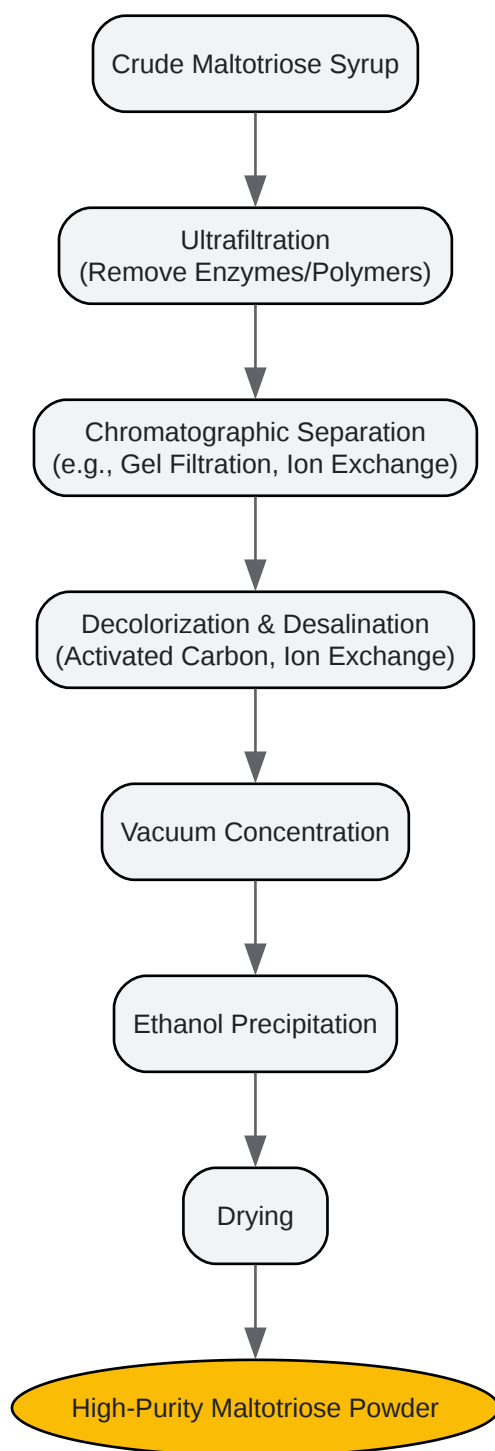 Crude Maltotriose Syrup
Ultrafiltration
(Remove Enzymes/Polymers)
Chromatographic Separation
(e.g., Gel Filtration, Ion Exchange)
Decolorization & Desalination
(Activated Carbon, Ion Exchange)
Vacuum Concentration
Ethanol Precipitation
Drying
High-Purity Maltotriose Powder